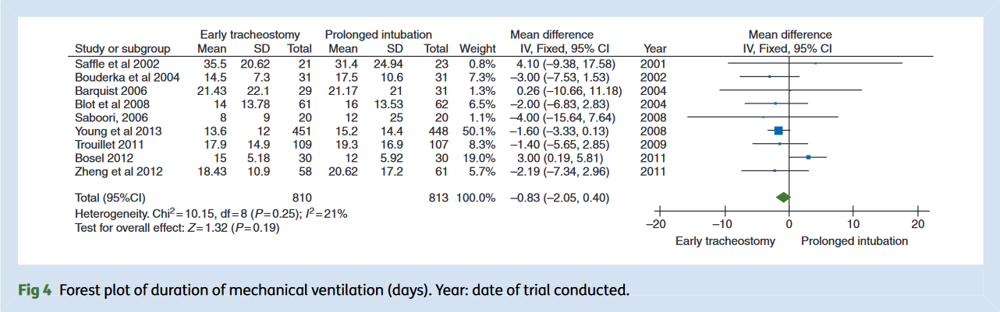 Early tracheostomy Prolonged intubation Mean difference Mean difference
Study or subgroup Mean SD Total Mean SD Total Weight IV, Fixed, 95% CI Year IV, Fixed, 95% CI
Saffle et al 2002 35.5 20.62 21 31.4 24.94 23 0.8% 4.10 (–9.38, 17.58) 2001
Bouderka et al 2004 14.5 7.3 31 17.5 10.6 31 7.3% –3.00 (–7.53, 1.53) 2002
Barquist 2006 21.43 22.1 29 21.17 21 31 1.3% 0.26 (–10.66, 11.18) 2004
Blot et al 2008 14 13.78 61 16 13.53 62 6.5% –2.00 (–6.83, 2.83) 2004
Saboori, 2006 8 9 20 12 25 20 1.1% –4.00 (–15.64, 7.64) 2008
Young et al 2013 13.6 12 451 15.2 14.4 448 50.1% –1.60 (–3.33, 0.13) 2008
Trouillet 2011 17.9 14.9 109 19.3 16.9 107 8.3% –1.40 (–5.65, 2.85) 2009
Bosel 2012 15 5.18 30 12 5.92 30 19.0% 3.00 (0.19, 5.81) 2011
Zheng et al 2012 18.43 10.9 58 20.62 17.2 61 5.7% –2.19 (–7.34, 2.96) 2011
Total (95%CI) 810 813 100.0% –0.83 (–2.05, 0.40)
Heterogeneity. Chi²=10.15, df=8 (P=0.25); I²=21%
Test for overall effect: Z=1.32 (P=0.19)
–20 –10 0 10 20
Early tracheostomy Prolonged intubation
Fig 4 Forest plot of duration of mechanical ventilation (days). Year: date of trial conducted.